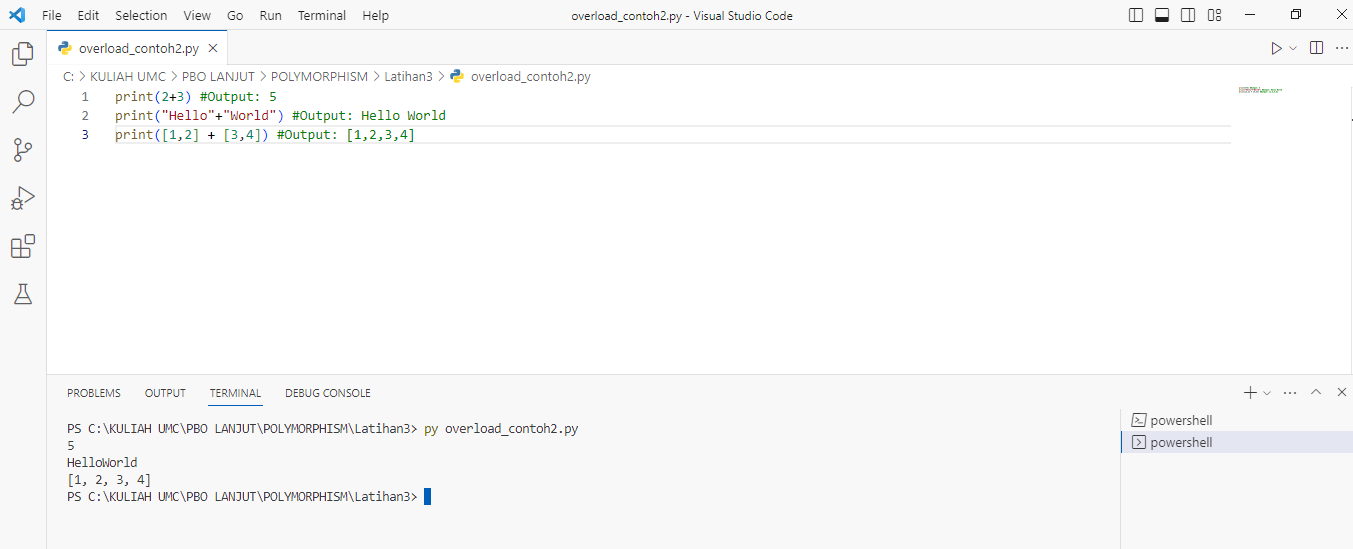 File Edit Selection View Go Run Terminal Help overload_contoh2.py - Visual Studio Code
overload_contoh2.py
C: > KULIAH UMC > PBO LANJUT > POLYMORPHISM > Latihan3 > overload_contoh2.py
1 print(2+3) #Output: 5
2 print("Hello"+"World") #Output: Hello World
3 print([1,2] + [3,4]) #Output: [1,2,3,4]
PROBLEMS OUTPUT TERMINAL DEBUG CONSOLE
PS C:\KULIAH UMC\PBO LANJUT\POLYMORPHISM\Latihan3> py overload_contoh2.py
5
HelloWorld
[1, 2, 3, 4]
PS C:\KULIAH UMC\PBO LANJUT\POLYMORPHISM\Latihan3>
powershell
powershell